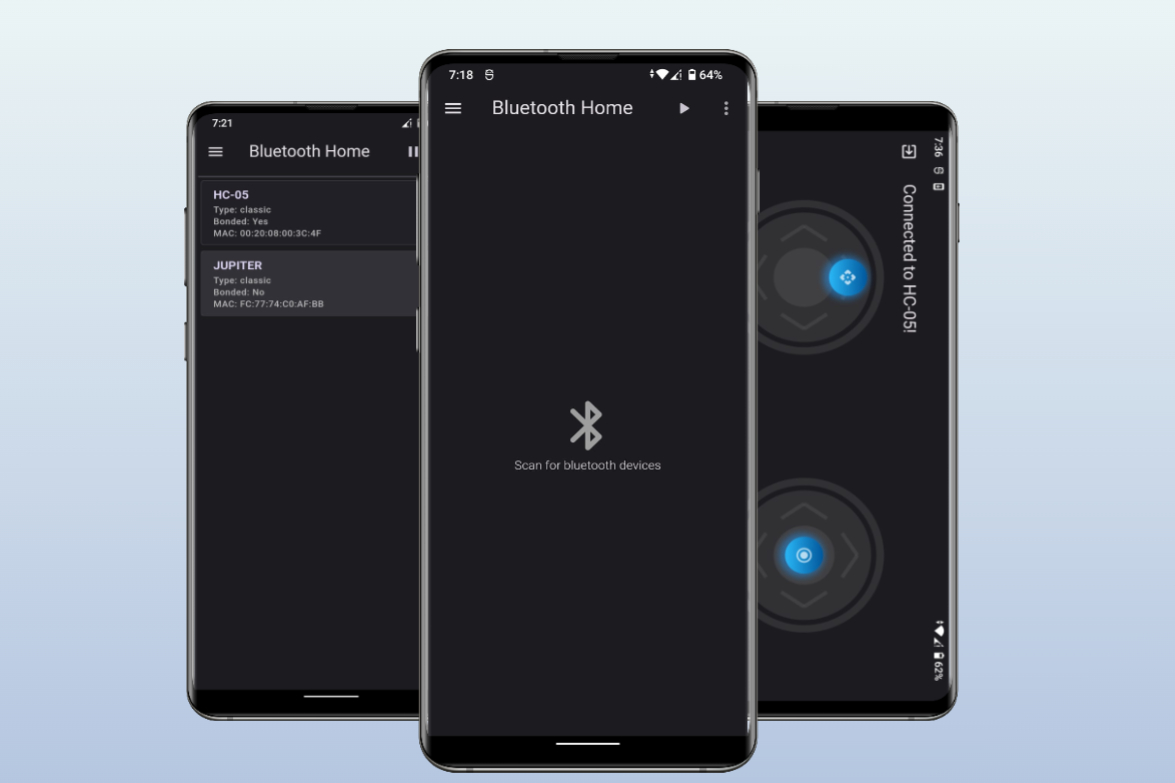 7:21
Bluetooth Home
HC-05
Type: classic
Bonded: Yes
MAC: 00:20:08:00:3C:4F
JUPITER
Type: classic
Bonded: No
MAC: FC:77:74:C0:AF:BB
7:18
64%
Bluetooth Home
Scan for bluetooth devices
7:36
62%
Connected to HC-05!